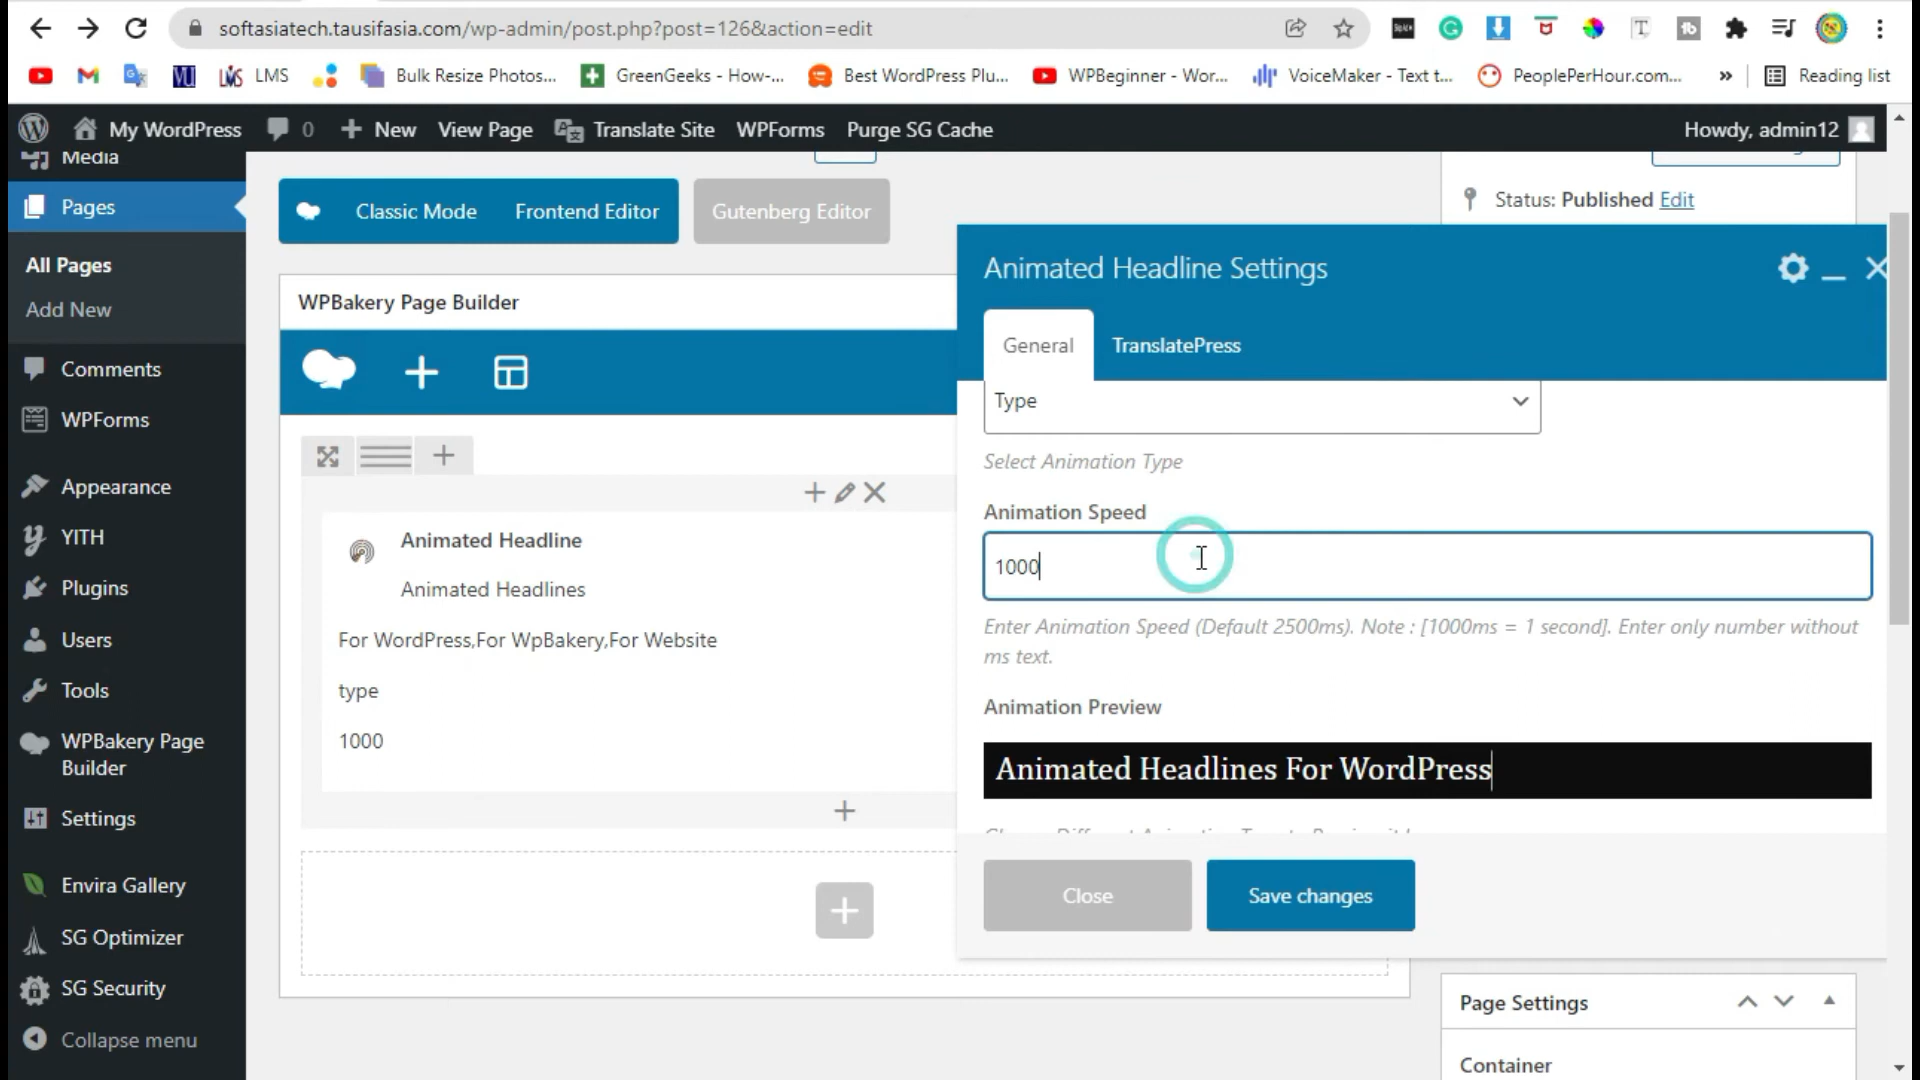 softasiatech.tausifasia.com/wp-admin/post.php?post=126&action=edit
LMS
Bulk Resize Photos...
GreenGeeks - How-...
Best WordPress Plu...
WPBeginner - Wor...
VoiceMaker - Text t...
PeoplePerHour.com...
»
Reading list
My WordPress
0
New
View Page
Translate Site
WPForms
Purge SG Cache
Howdy, admin12
Media
Pages
All Pages
Add New
Comments
WPForms
Appearance
YITH
Plugins
Users
Tools
WPBakery Page
Builder
Settings
Envira Gallery
SG Optimizer
SG Security
Collapse menu
Classic Mode
Frontend Editor
Gutenberg Editor
WPBakery Page Builder
Animated Headline
Animated Headlines
For WordPress,For WpBakery,For Website
type
1000
Status: Published Edit
Animated Headline Settings
General
TranslatePress
Type
Select Animation Type
Animation Speed
1000
Enter Animation Speed (Default 2500ms). Note : [1000ms = 1 second]. Enter only number without
ms text.
Animation Preview
Animated Headlines For WordPress
Close
Save changes
Page Settings
Container